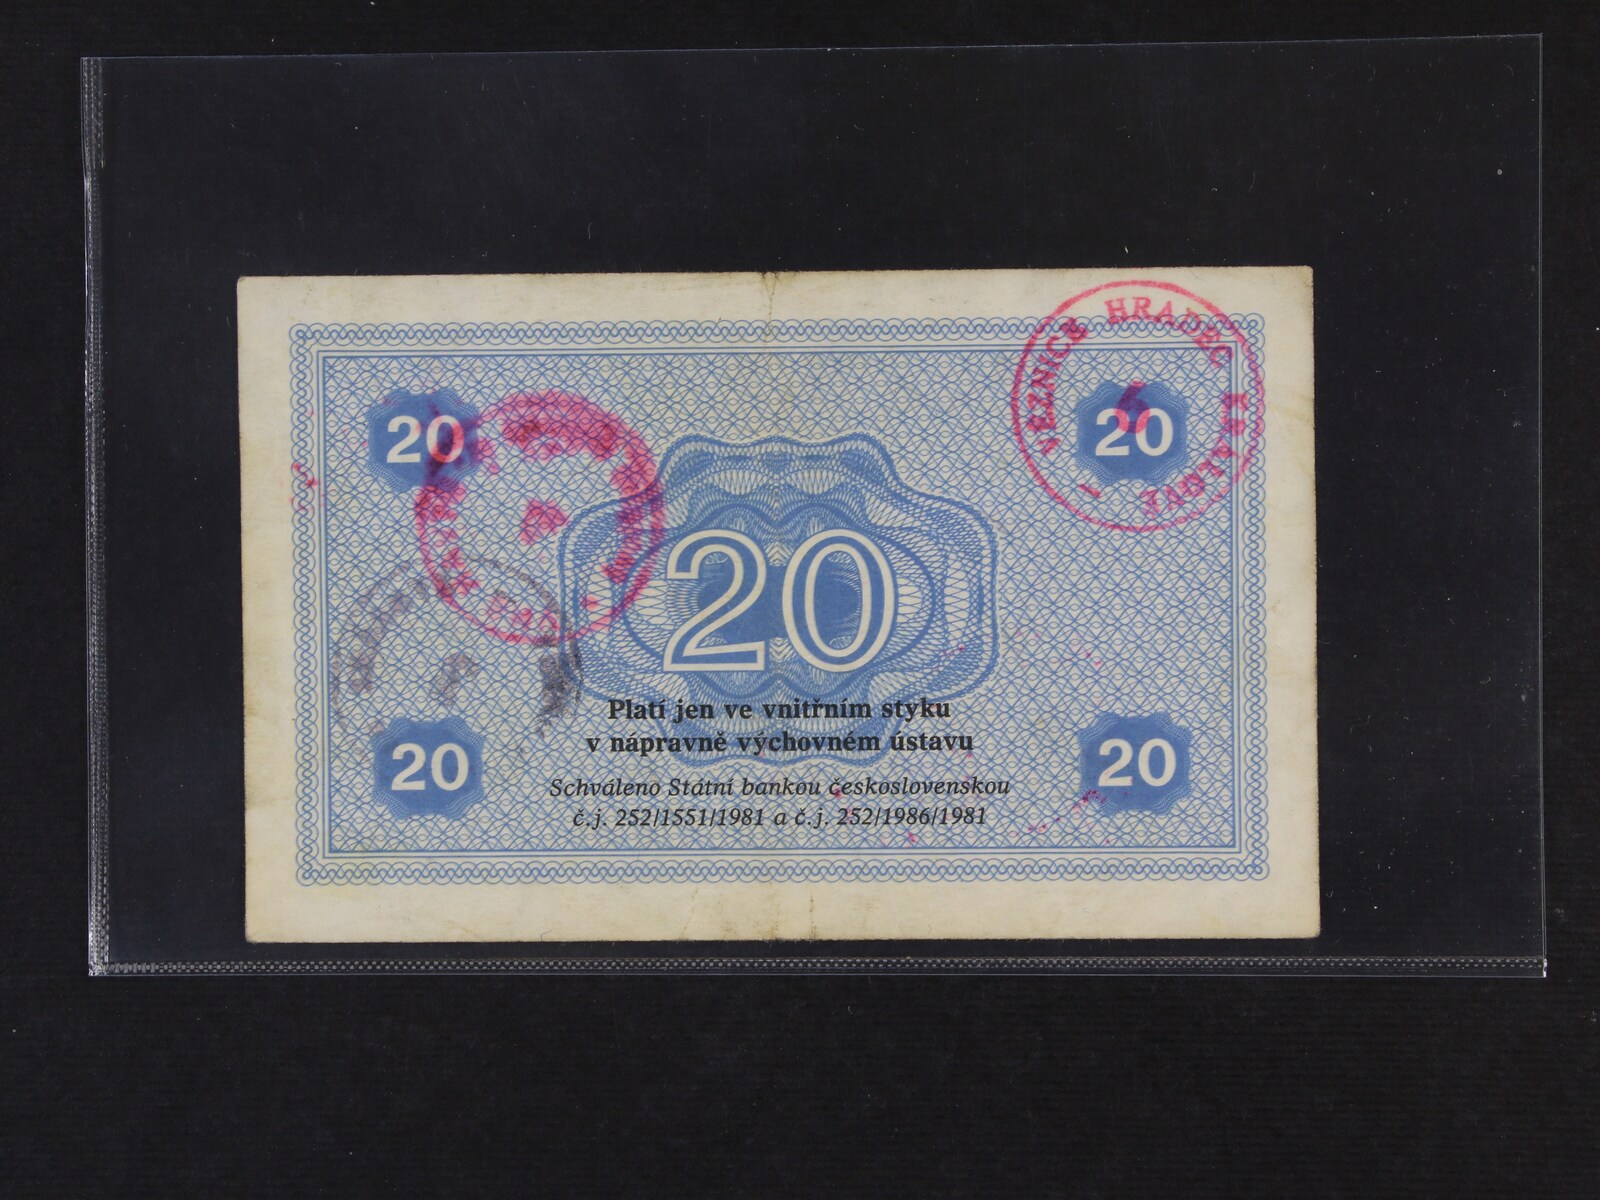 VĚZNICE HRADEC KRÁLOVÉ
6
20
20
20
Platí jen ve vnitřním styku
v nápravně výchovném ústavu
20
20
Schváleno Státní bankou československou
č.j. 252/1551/1981 a č.j. 252/1986/1981